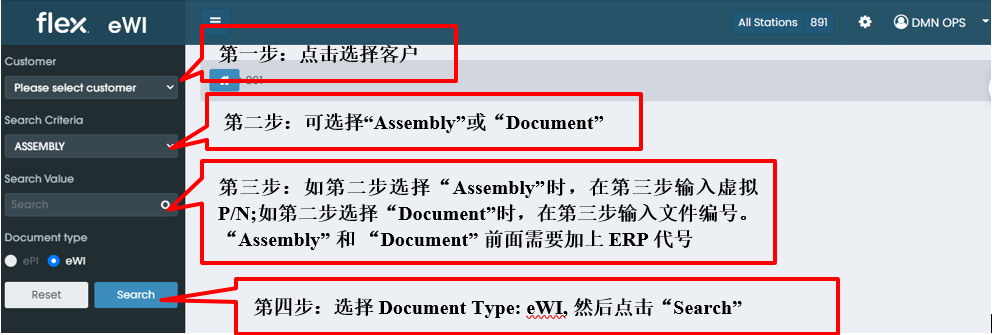 flex eWI
All Stations 891
DMN OPS
Customer
Please select customer
Search Criteria
ASSEMBLY
Search Value
Search
Document type
ePI eWI
Reset Search
第一步：点击选择客户
第二步：可选择“Assembly”或“Document”
第三步：如第二步选择“Assembly”时，在第三步输入虚拟
P/N;如第二步选择“Document”时，在第三步输入文件编号。
“Assembly” 和 “Document” 前面需要加上 ERP 代号
第四步：选择 Document Type: eWI, 然后点击“Search”